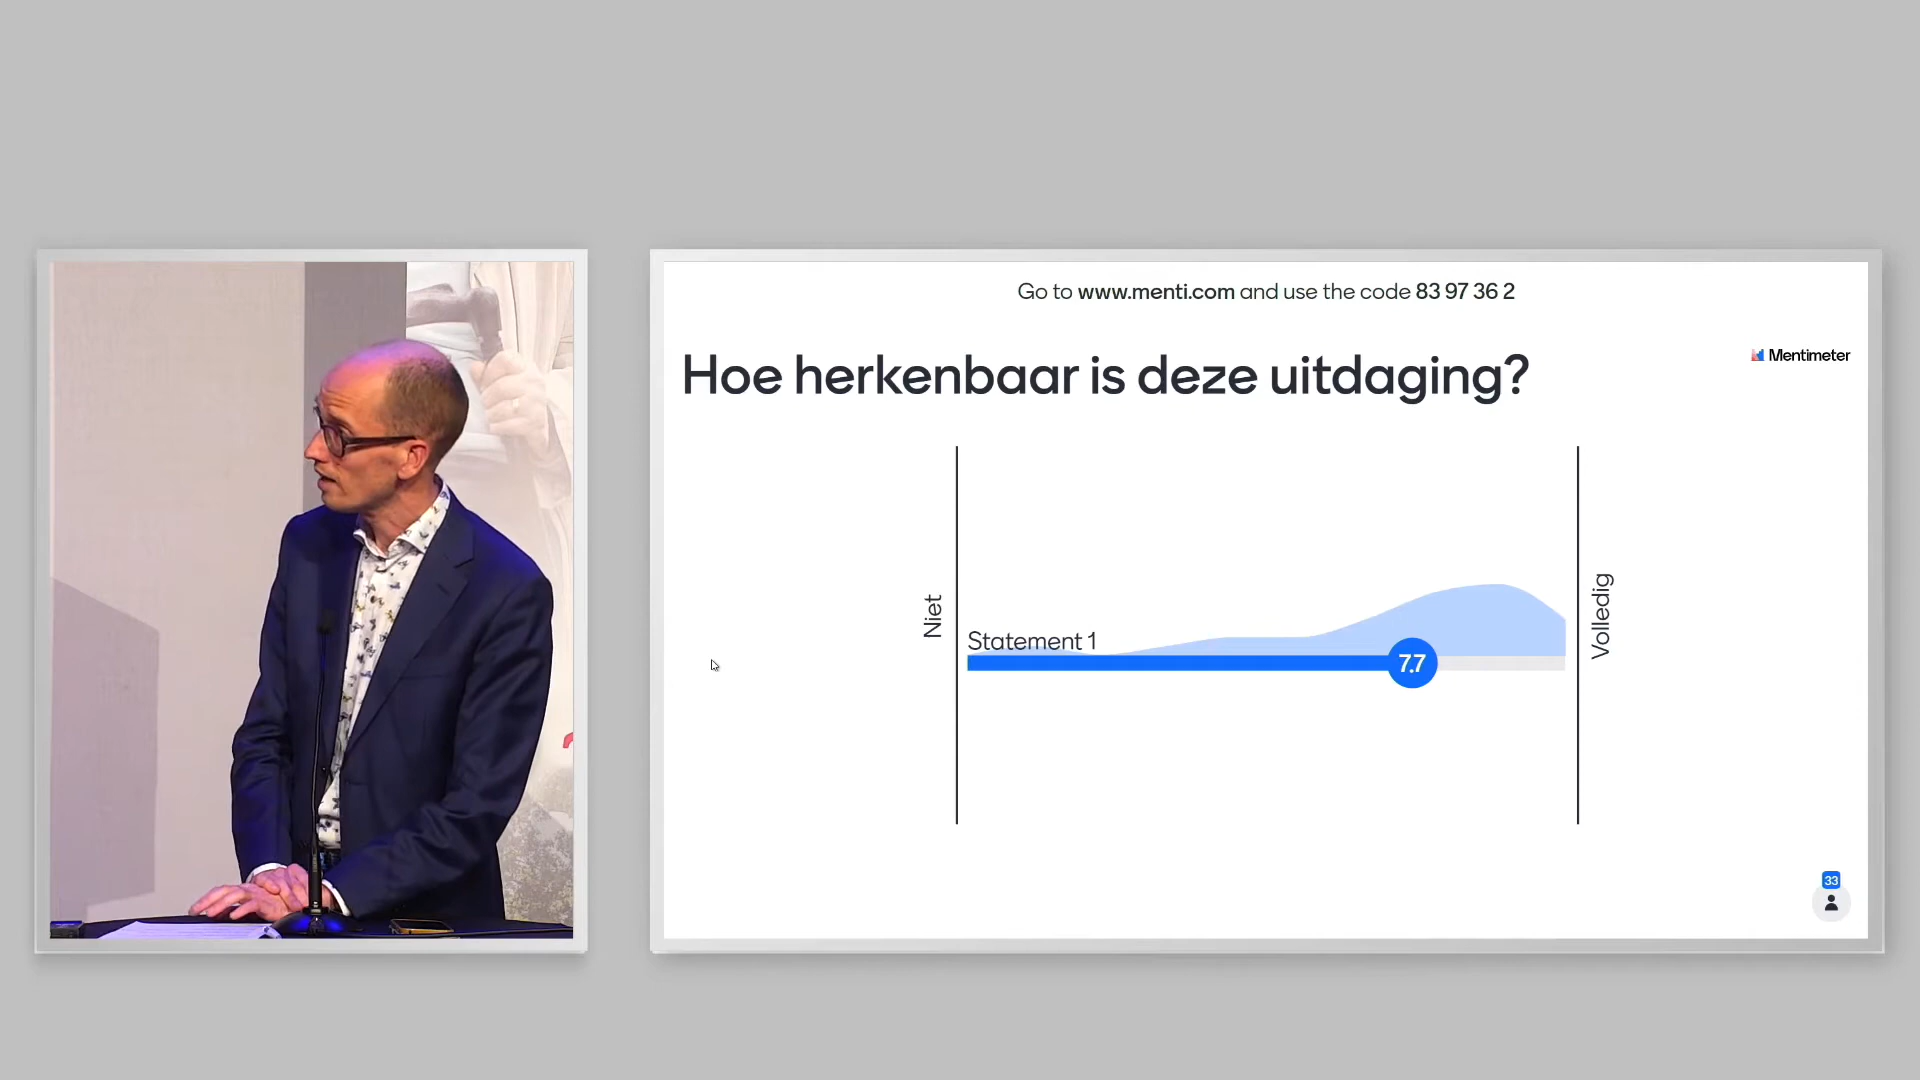 Go to www.menti.com and use the code 83 97 36 2
Mentimeter
Hoe herkenbaar is deze uitdaging?
Niet
Statement 1
7.7
Volledig
33